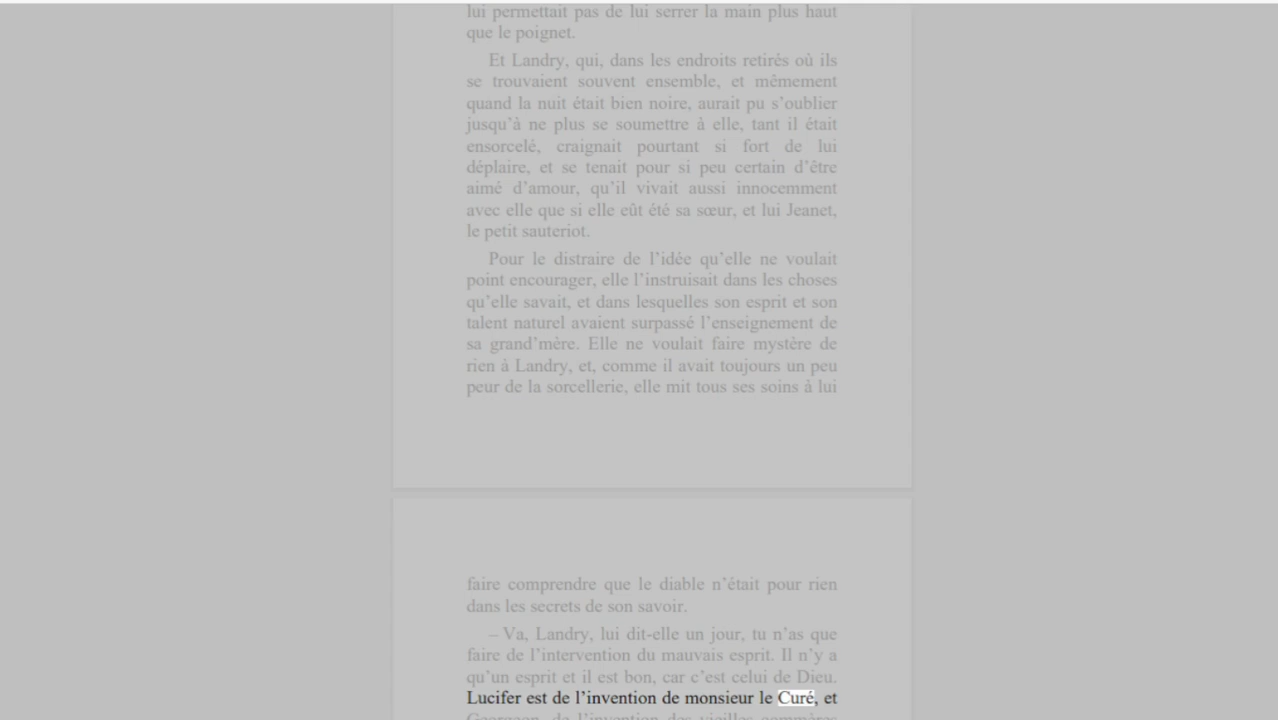 lui permettait pas de lui serrer la main plus haut
que le poignet.
Et Landry, qui, dans les endroits retirés où ils
se trouvaient souvent ensemble, et mêmement
quand la nuit était bien noire, aurait pu s’oublier
jusqu’à ne plus se soumettre à elle, tant il était
ensorcelé, craignait pourtant si fort de lui
déplaire, et se tenait pour si peu certain d’être
aimé d’amour, qu’il vivait aussi innocemment
avec elle que si elle eût été sa sœur, et lui Jeanet,
le petit sauteriot.
Pour le distraire de l’idée qu’elle ne voulait
point encourager, elle l’instruisait dans les choses
qu’elle savait, et dans lesquelles son esprit et son
talent naturel avaient surpassé l’enseignement de
sa grand’mère. Elle ne voulait faire mystère de
rien à Landry, et, comme il avait toujours un peu
peur de la sorcellerie, elle mit tous ses soins à lui
faire comprendre que le diable n’était pour rien
dans les secrets de son savoir.
– Va, Landry, lui dit-elle un jour, tu n’as que
faire de l’intervention du mauvais esprit. Il n’y a
qu’un esprit et il est bon, car c’est celui de Dieu.
Lucifer est de l’invention de monsieur le Curé, et
Georgeon, de l’invention des vieilles commères